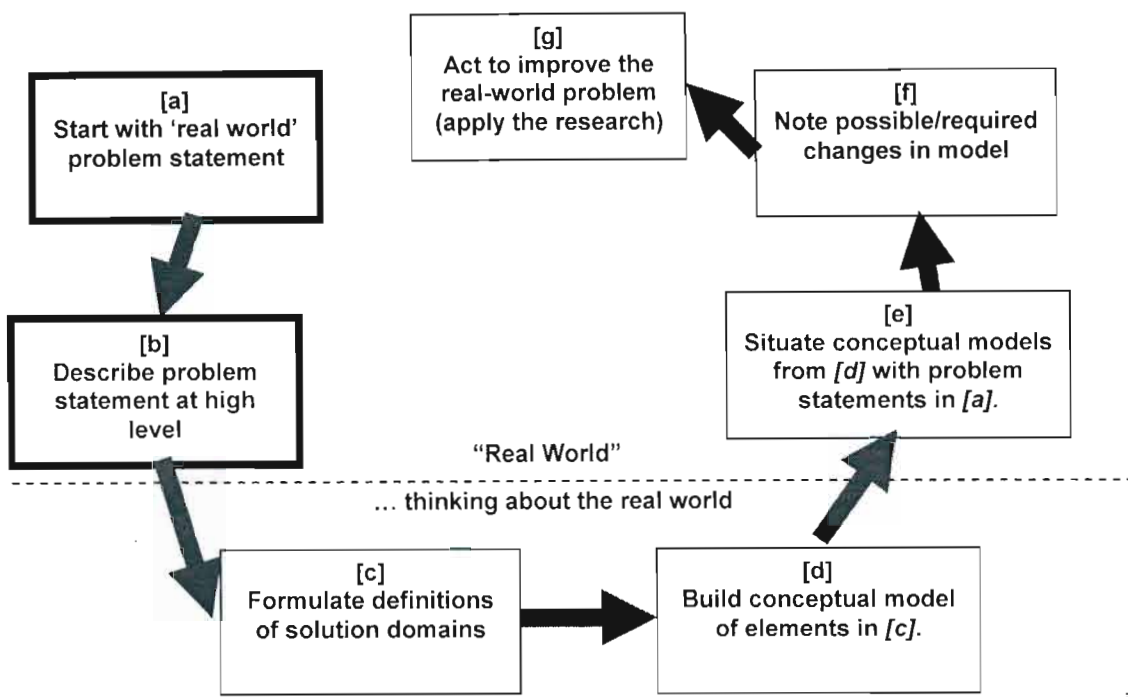 [a]
Start with ‘real world’
problem statement
[b]
Describe problem
statement at high
level
“Real World”
... thinking about the real world
[c]
Formulate definitions
of solution domains
[d]
Build conceptual model
of elements in [c].
[e]
Situate conceptual models
from [d] with problem
statements in [a].
[f]
Note possible/required
changes in model
[g]
Act to improve the
real-world problem
(apply the research)